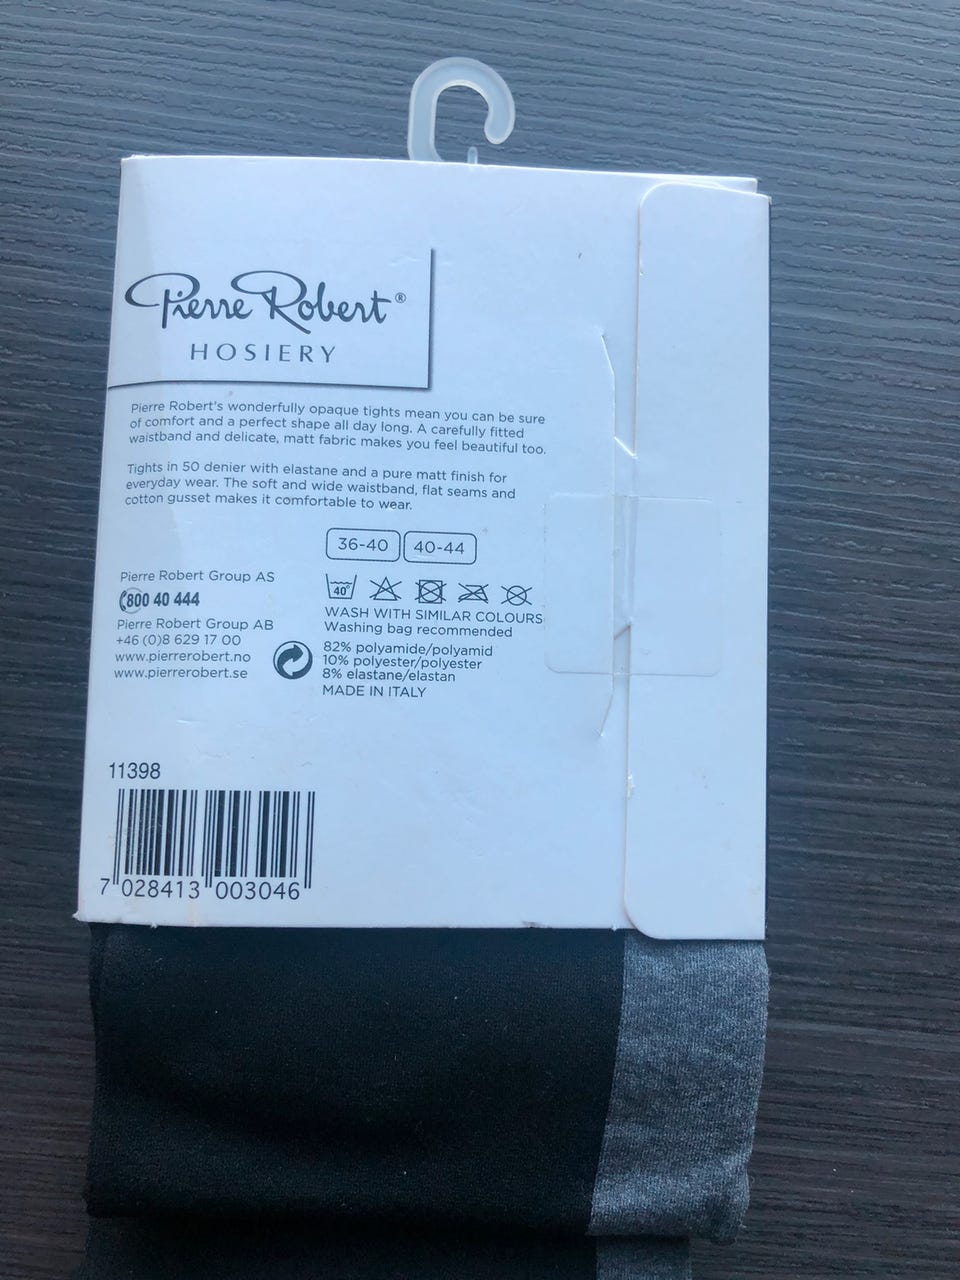 Pierre Robert®
HOSIERY
Pierre Robert's wonderfully opaque tights mean you can be sure
of comfort and a perfect shape all day long. A carefully fitted
waistband and delicate, matt fabric makes you feel beautiful too.
Tights in 50 denier with elastane and a pure matt finish for
everyday wear. The soft and wide waistband, flat seams and
cotton gusset makes it comfortable to wear.
36-40 40-44
Pierre Robert Group AS
800 40 444
Pierre Robert Group AB
+46 (0)8 629 17 00
www.pierrerobert.no
www.pierrerobert.se
40°
WASH WITH SIMILAR COLOURS
Washing bag recommended
82% polyamide/polyamid
10% polyester/polyester
8% elastane/elastan
MADE IN ITALY
11398
7 028413 003046